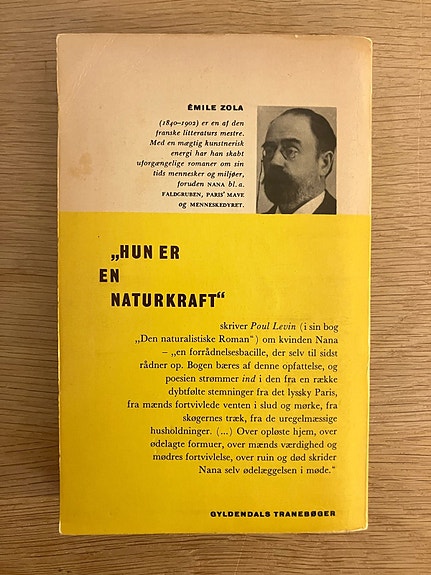 ÉMILE ZOLA
(1840-1902) er en af den
franske litteraturs mestre.
Med en mægtig kunstnerisk
energi har han skabt
uforgængelige romaner om sin
tids mennesker og miljøer,
foruden NANA bl. a.
FALDGRUBEN, PARIS' MAVE
og MENNESKEDYRET.
„HUN ER
EN
NATURKRAFT“
skriver Poul Levin (i sin bog
„Den naturalistiske Roman“) om kvinden Nana
– „en forrådnelsesbacille, der selv til sidst
rådner op. Bogen bæres af denne opfattelse, og
poesien strømmer ind i den fra en række
dybtfølte stemninger fra det lyssky Paris,
fra mænds fortvivlede venten i slud og mørke, fra
skøgernes træk, fra de uregelmæssige
husholdninger. (...) Over opløste hjem, over
ødelagte formuer, over mænds værdighed og
mødres fortvivlelse, over ruin og død skrider
Nana selv ødelæggelsen i møde.“
GYLDENDALS TRANEBØGER